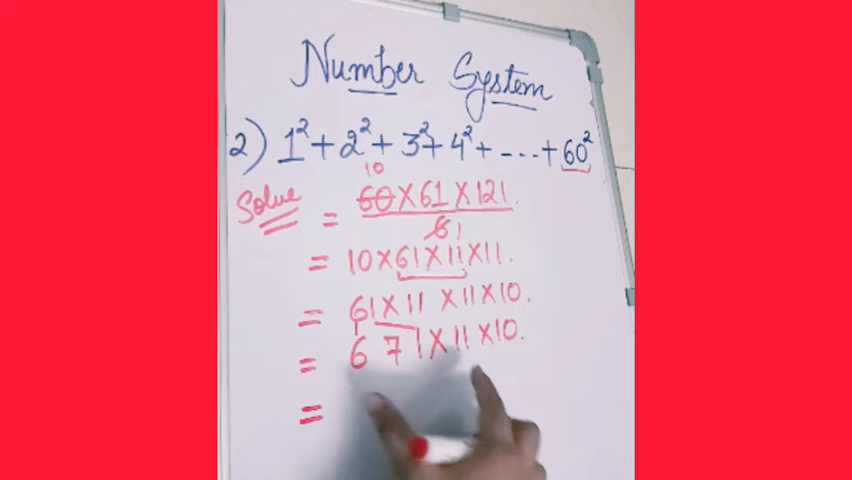 Number System
2) 1² + 2² + 3² + 4² + - - - + 60²
10
Solve = 60 × 61 × 121.
6 1
= 10 × 61 × 11 × 11.
= 61 × 11 × 11 × 10.
= 6 7 1 × 11 × 10.
=